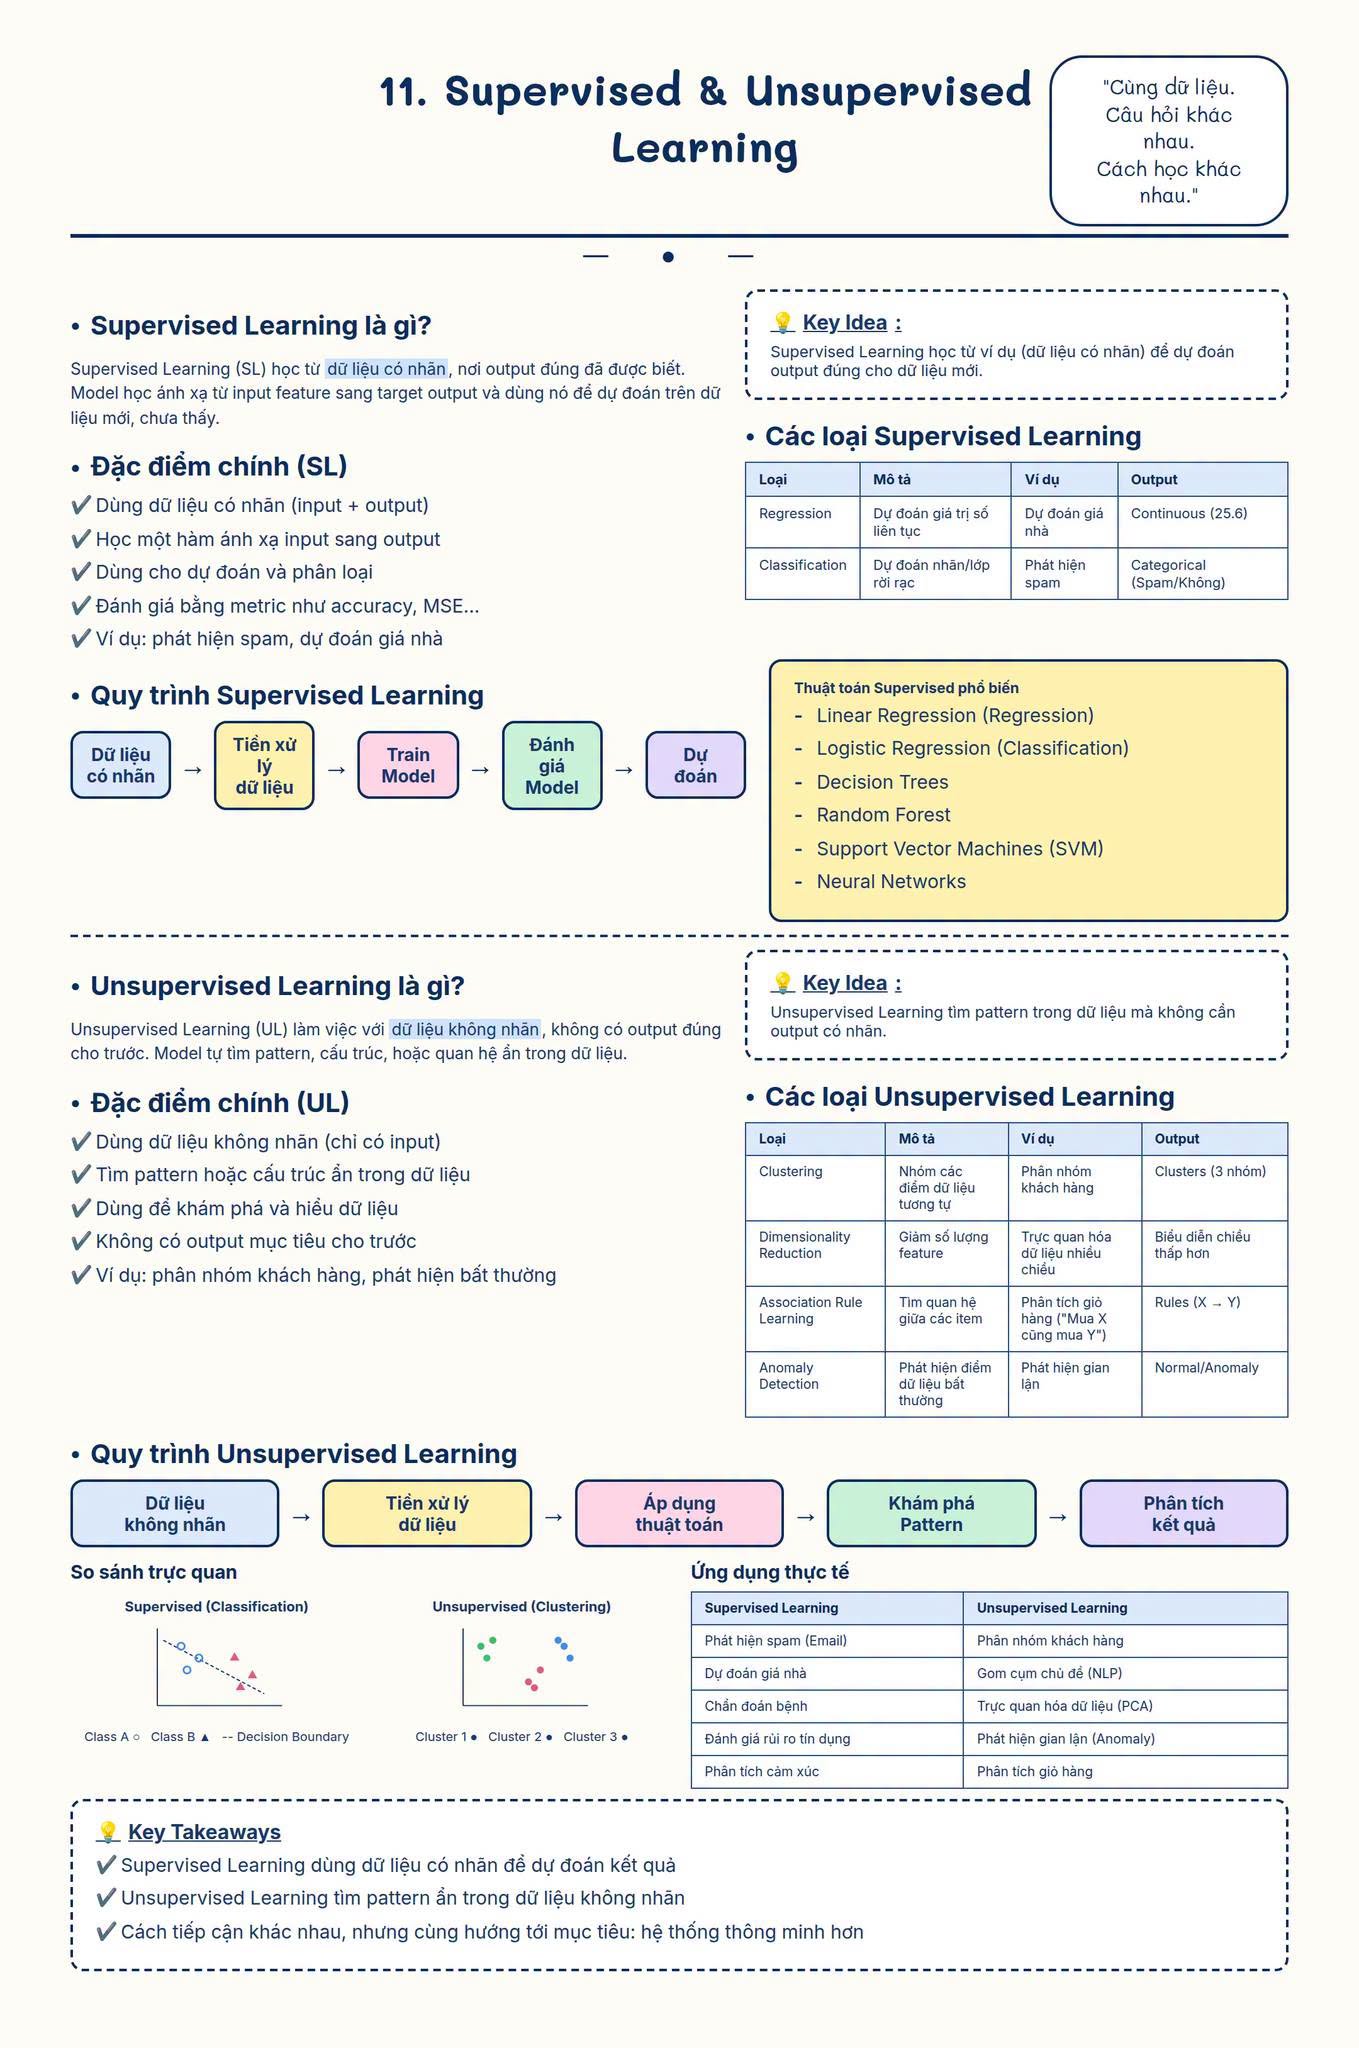 11. Supervised & Unsupervised
Learning
"Cùng dữ liệu.
Câu hỏi khác
nhau.
Cách học khác
nhau."
• Supervised Learning là gì?
Supervised Learning (SL) học từ dữ liệu có nhãn, nơi output đúng đã được biết.
Model học ánh xạ từ input feature sang target output và dùng nó để dự đoán trên dữ
liệu mới, chưa thấy.
• Đặc điểm chính (SL)
✔ Dùng dữ liệu có nhãn (input + output)
✔ Học một hàm ánh xạ input sang output
✔ Dùng cho dự đoán và phân loại
✔ Đánh giá bằng metric như accuracy, MSE...
✔ Ví dụ: phát hiện spam, dự đoán giá nhà
💡 Key Idea :
Supervised Learning học từ ví dụ (dữ liệu có nhãn) để dự đoán
output đúng cho dữ liệu mới.
• Các loại Supervised Learning
Loại Mô tả Ví dụ Output
Regression Dự đoán giá trị số Dự đoán giá Continuous (25.6)
liên tục nhà
Classification Dự đoán nhãn/lớp Phát hiện Categorical
rời rạc spam (Spam/Không)
• Quy trình Supervised Learning
Dữ liệu
có nhãn
→
Tiền xử
lý
dữ liệu
→
Train
Model
→
Đánh
giá
Model
→
Dự
đoán
Thuật toán Supervised phổ biến
- Linear Regression (Regression)
- Logistic Regression (Classification)
- Decision Trees
- Random Forest
- Support Vector Machines (SVM)
- Neural Networks
• Unsupervised Learning là gì?
Unsupervised Learning (UL) làm việc với dữ liệu không nhãn, không có output đúng
cho trước. Model tự tìm pattern, cấu trúc, hoặc quan hệ ẩn trong dữ liệu.
• Đặc điểm chính (UL)
✔ Dùng dữ liệu không nhãn (chỉ có input)
✔ Tìm pattern hoặc cấu trúc ẩn trong dữ liệu
✔ Dùng để khám phá và hiểu dữ liệu
✔ Không có output mục tiêu cho trước
✔ Ví dụ: phân nhóm khách hàng, phát hiện bất thường
💡 Key Idea :
Unsupervised Learning tìm pattern trong dữ liệu mà không cần
output có nhãn.
• Các loại Unsupervised Learning
Loại Mô tả Ví dụ Output
Clustering Nhóm các Phân nhóm Clusters (3 nhóm)
điểm dữ liệu khách hàng
tương tự
Dimensionality Giảm số lượng Trực quan hóa Biểu diễn chiều
Reduction feature dữ liệu nhiều thấp hơn
chiều
Association Rule Tìm quan hệ Phân tích giỏ Rules (X → Y)
Learning giữa các item hàng ("Mua X
cũng mua Y")
Anomaly Phát hiện điểm Phát hiện gian Normal/Anomaly
Detection dữ liệu bất lận
thường
• Quy trình Unsupervised Learning
Dữ liệu
không nhãn
→
Tiền xử lý
dữ liệu
→
Áp dụng
thuật toán
→
Khám phá
Pattern
→
Phân tích
kết quả
So sánh trực quan
Supervised (Classification)
Class A ○ Class B ▲ -- Decision Boundary
Unsupervised (Clustering)
Cluster 1 ● Cluster 2 ● Cluster 3 ●
Ứng dụng thực tế
Supervised Learning Unsupervised Learning
Phát hiện spam (Email) Phân nhóm khách hàng
Dự đoán giá nhà Gom cụm chủ đề (NLP)
Chẩn đoán bệnh Trực quan hóa dữ liệu (PCA)
Đánh giá rủi ro tín dụng Phát hiện gian lận (Anomaly)
Phân tích cảm xúc Phân tích giỏ hàng
💡 Key Takeaways
✔ Supervised Learning dùng dữ liệu có nhãn để dự đoán kết quả
✔ Unsupervised Learning tìm pattern ẩn trong dữ liệu không nhãn
✔ Cách tiếp cận khác nhau, nhưng cùng hướng tới mục tiêu: hệ thống thông minh hơn